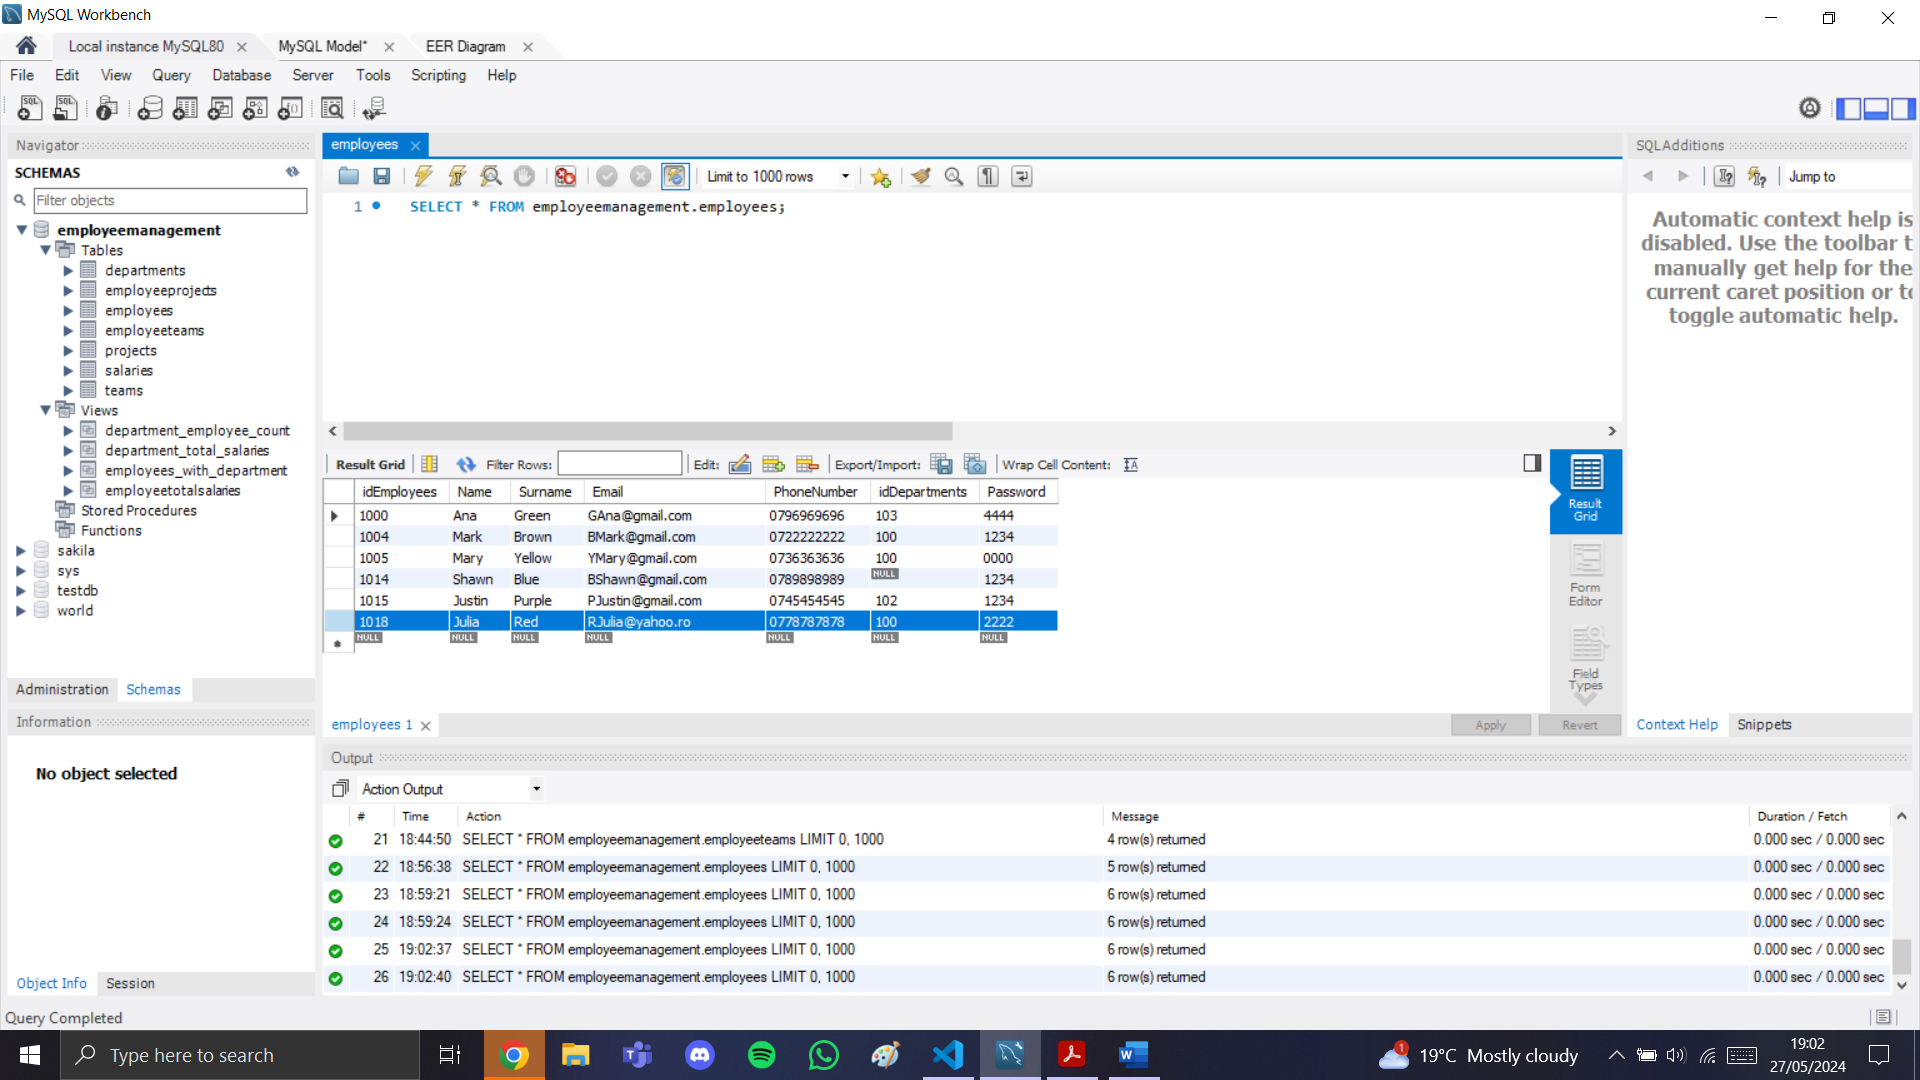 MySQL Workbench
Local instance MySQL80
MySQL Model*
EER Diagram
File Edit View Query Database Server Tools Scripting Help
Navigator
SCHEMAS
Filter objects
employeemanagement
Tables
departments
employeeprojects
employees
employeeteams
projects
salaries
teams
Views
department_employee_count
department_total_salaries
employees_with_department
employeetotalsalaries
Stored Procedures
Functions
sakila
sys
testdb
world
Administration Schemas
Information
No object selected
Object Info Session
Query Completed
employees
Limit to 1000 rows
1 SELECT * FROM employeemanagement.employees;
Result Grid Filter Rows: Edit: Export/Import: Wrap Cell Content:
idEmployees Name Surname Email PhoneNumber idDepartments Password
1000 Ana Green GAna@gmail.com 0796969696 103 4444
1004 Mark Brown BMark@gmail.com 0722222222 100 1234
1005 Mary Yellow YMary@gmail.com 0736363636 100 0000
1014 Shawn Blue BShawn@gmail.com 0789898989 NULL 1234
1015 Justin Purple PJustin@gmail.com 0745454545 102 1234
1018 Julia Red RJulia@yahoo.ro 0778787878 100 2222
NULL NULL NULL NULL NULL NULL NULL
Result Grid
Form Editor
Field Types
employees 1
Apply Revert
Output
Action Output
# Time Action Message Duration / Fetch
21 18:44:50 SELECT * FROM employeemanagement.employeeteams LIMIT 0, 1000 4 row(s) returned 0.000 sec / 0.000 sec
22 18:56:38 SELECT * FROM employeemanagement.employees LIMIT 0, 1000 5 row(s) returned 0.000 sec / 0.000 sec
23 18:59:21 SELECT * FROM employeemanagement.employees LIMIT 0, 1000 6 row(s) returned 0.000 sec / 0.000 sec
24 18:59:24 SELECT * FROM employeemanagement.employees LIMIT 0, 1000 6 row(s) returned 0.000 sec / 0.000 sec
25 19:02:37 SELECT * FROM employeemanagement.employees LIMIT 0, 1000 6 row(s) returned 0.000 sec / 0.000 sec
26 19:02:40 SELECT * FROM employeemanagement.employees LIMIT 0, 1000 6 row(s) returned 0.000 sec / 0.000 sec
SQLAdditions
Jump to
Automatic context help is
disabled. Use the toolbar t
manually get help for the
current caret position or to
toggle automatic help.
Context Help Snippets
Type here to search
1
19°C Mostly cloudy
19:02
27/05/2024